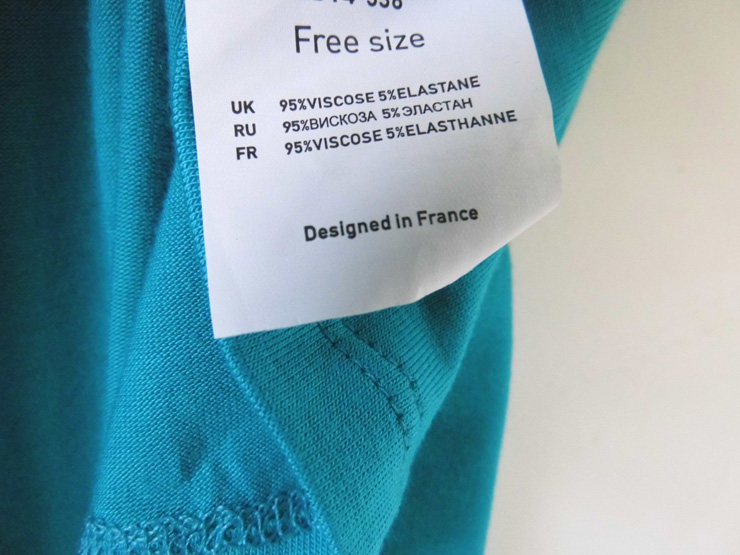 Free size
UK 95%VISCOSE 5%ELASTANE
RU 95%ВИСКОЗА 5%ЭЛАСТАН
FR 95%VISCOSE 5%ELASTHANNE
Designed in France